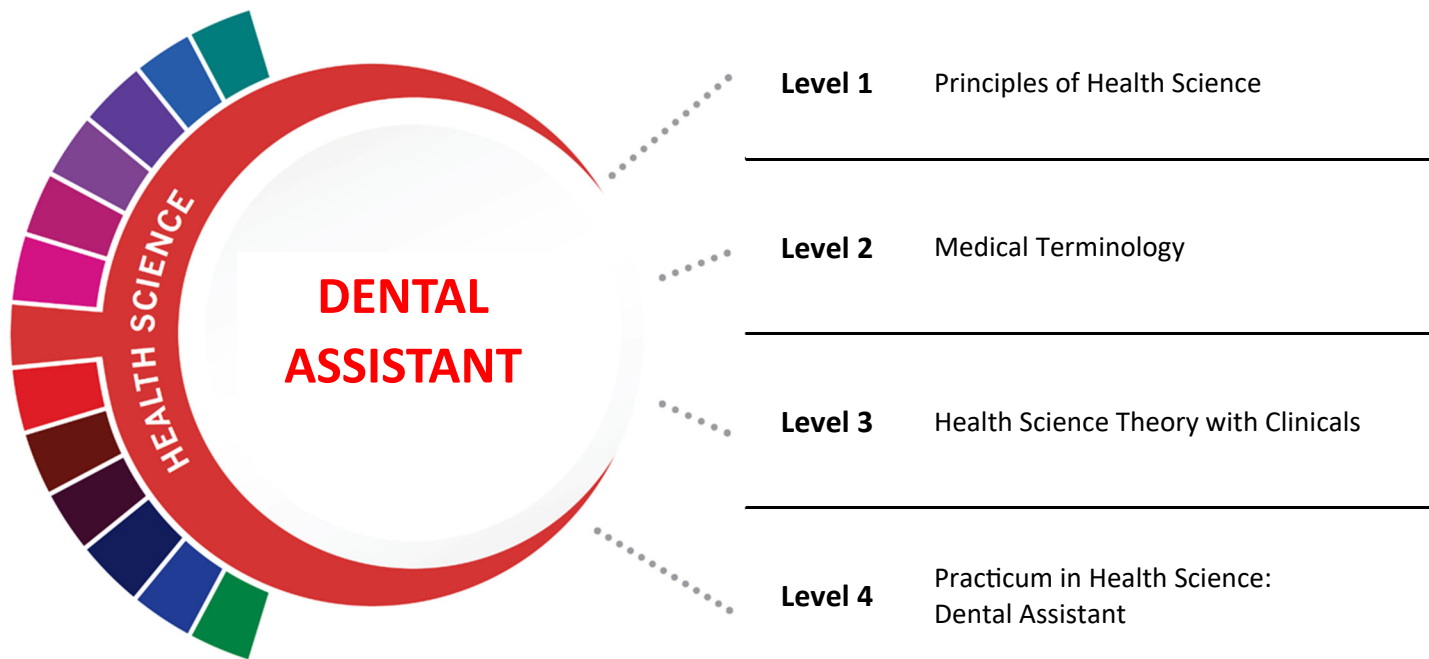 HEALTH SCIENCE
DENTAL
ASSISTANT
Level 1 Principles of Health Science
Level 2 Medical Terminology
Level 3 Health Science Theory with Clinicals
Level 4 Practicum in Health Science:
Dental Assistant